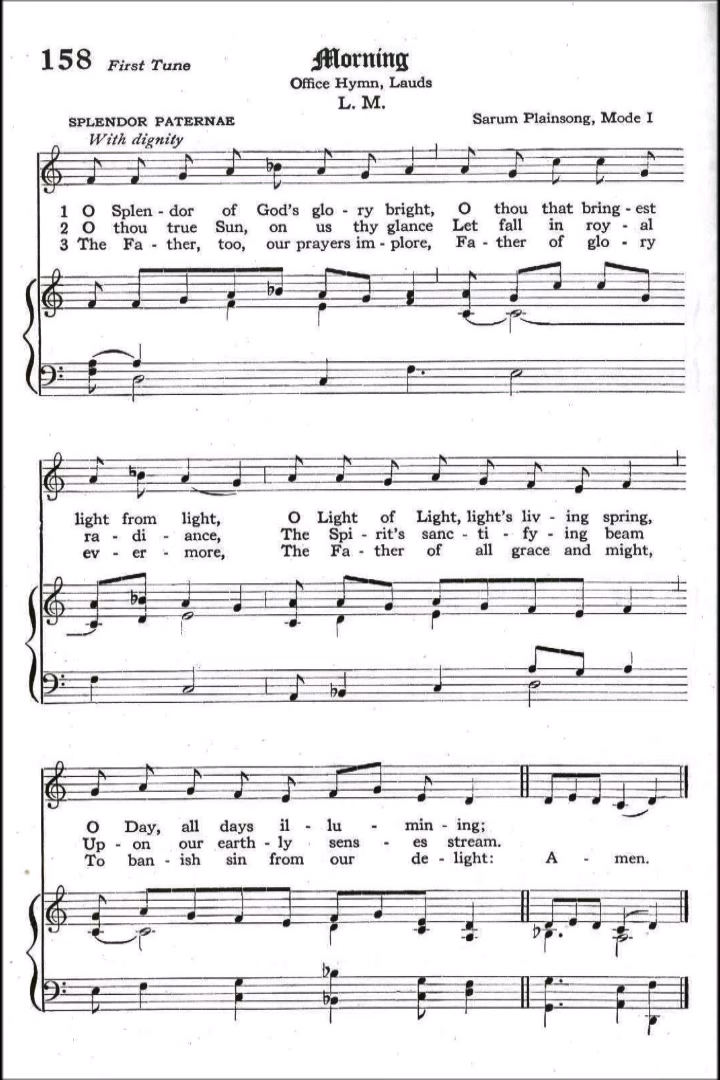 158 First Tune
Morning
Office Hymn, Lauds
L. M.
SPLENDOR PATERNAE
Sarum Plainsong, Mode I
With dignity
1 O Splen - dor of God's glo - ry bright, O thou that bring - est
2 O thou true Sun, on us thy glance Let fall in roy - al
3 The Fa - ther, too, our prayers im - plore, Fa - ther of glo - ry
light from light, O Light of Light, light's liv - ing spring,
ra - di - ance, The Spi - rit's sanc - ti - fy - ing beam
ev - er - more, The Fa - ther of all grace and might,
O Day, all days il - lu - min - ing;
Up - on our earth - ly sens - es stream.
To ban - ish sin from our de - light: A - men.